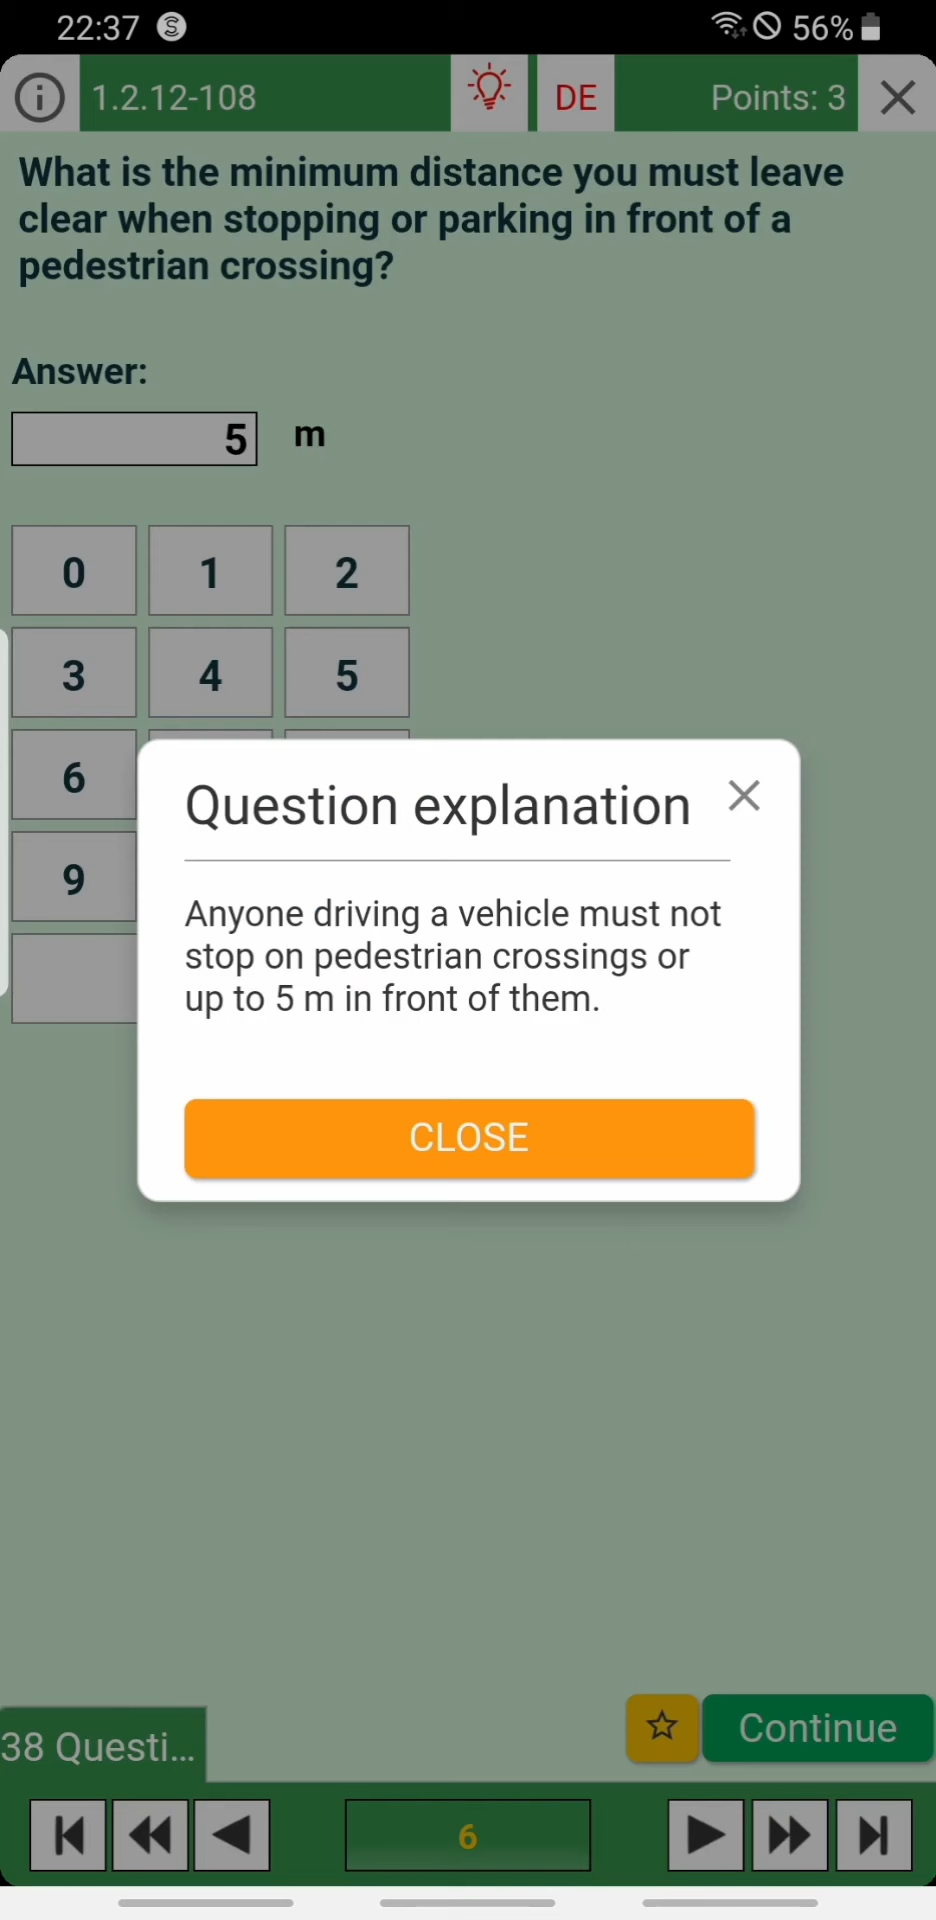 22:37
56%
1.2.12-108
DE
Points: 3
What is the minimum distance you must leave
clear when stopping or parking in front of a
pedestrian crossing?
Answer:
5 m
0 1 2
3 4 5
6
9
Question explanation
Anyone driving a vehicle must not
stop on pedestrian crossings or
up to 5 m in front of them.
CLOSE
Continue
38 Questi...
6